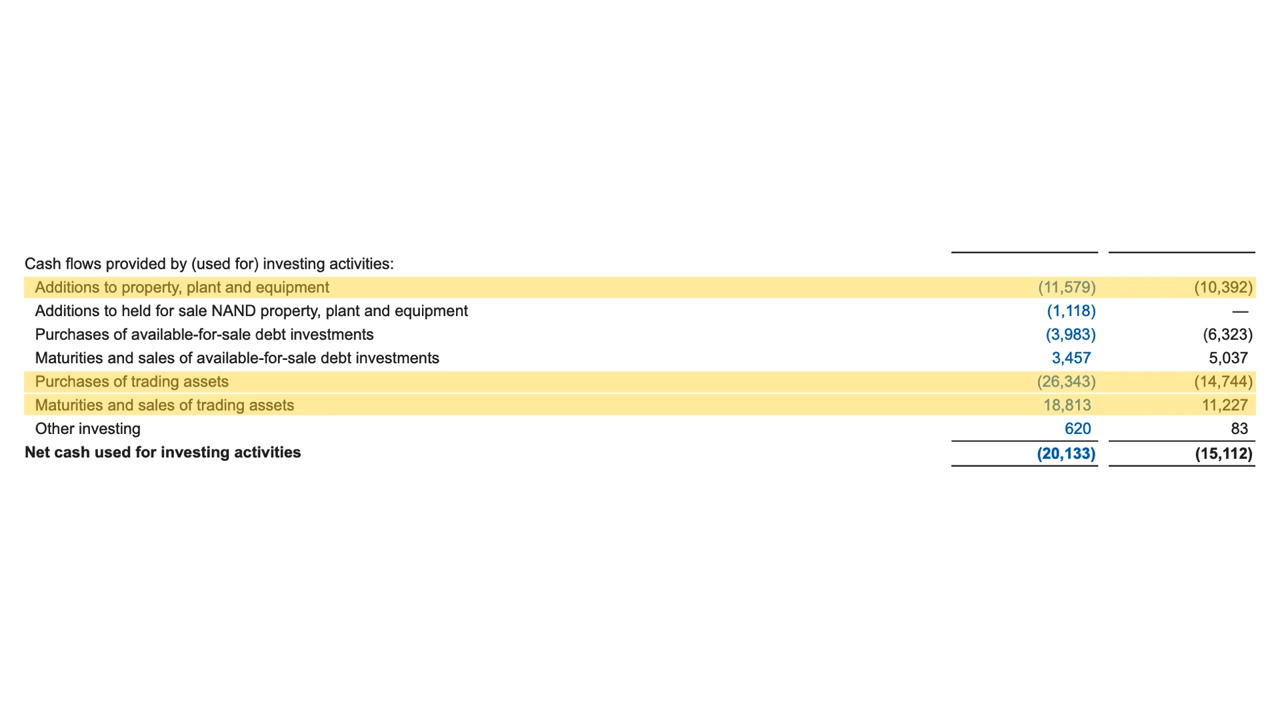 Cash flows provided by (used for) investing activities:
Additions to property, plant and equipment (11,579) (10,392)
Additions to held for sale NAND property, plant and equipment (1,118) —
Purchases of available-for-sale debt investments (3,983) (6,323)
Maturities and sales of available-for-sale debt investments 3,457 5,037
Purchases of trading assets (26,343) (14,744)
Maturities and sales of trading assets 18,813 11,227
Other investing 620 83
Net cash used for investing activities (20,133) (15,112)